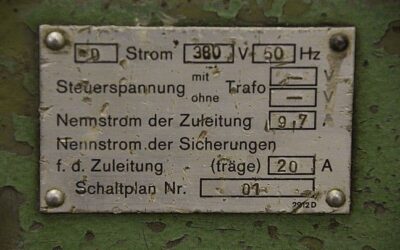 D Strom 380 V 50 Hz
Steuerspannung mit Trafo — V
ohne — V
Nennstrom der Zuleitung 9,7 A
Nennstrom der Sicherungen
f. d. Zuleitung (träge) 20 A
Schaltplan Nr. 01
2912 D